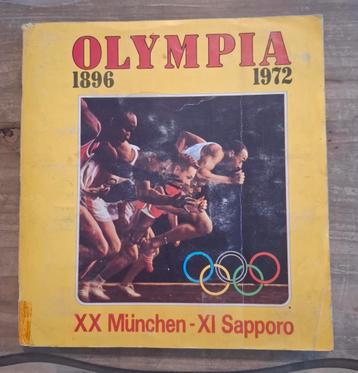 OLYMPIA
1896 1972
XX München - XI Sapporo